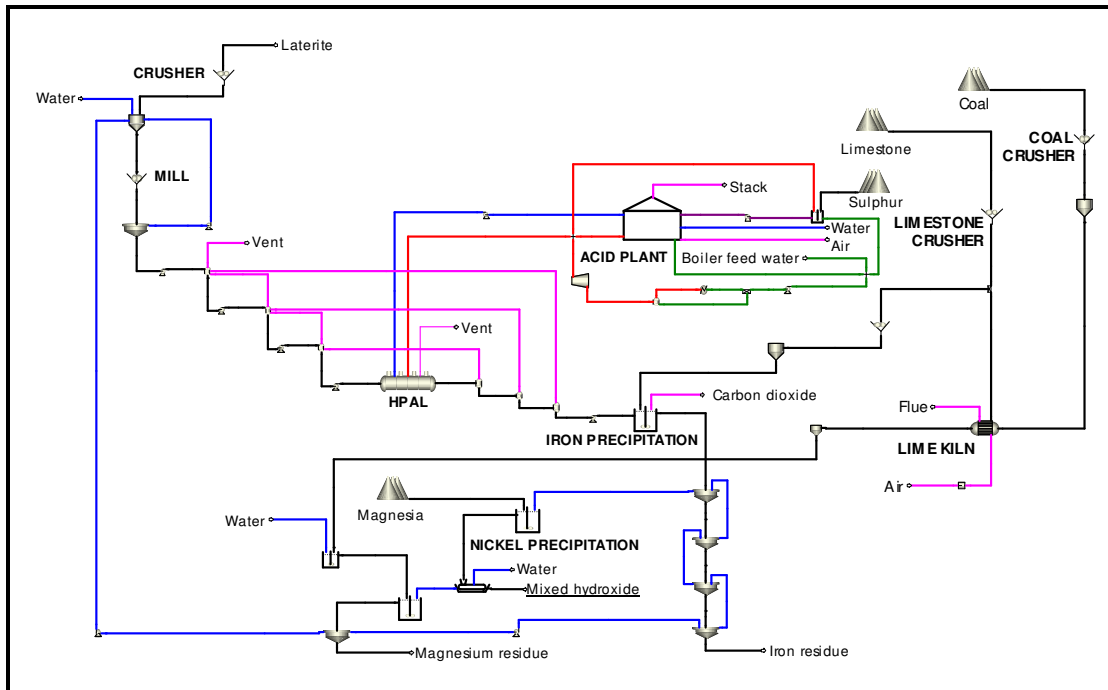 Laterite
CRUSHER
Water
Coal
COAL
CRUSHER
Limestone
MILL
Stack
Sulphur
LIMESTONE
CRUSHER
Water
Air
ACID PLANT
Boiler feed water
Vent
Vent
HPAL
Carbon dioxide
IRON PRECIPITATION
Flue
LIME KILN
Air
Magnesia
Water
NICKEL PRECIPITATION
Water
Mixed hydroxide
Magnesium residue
Iron residue